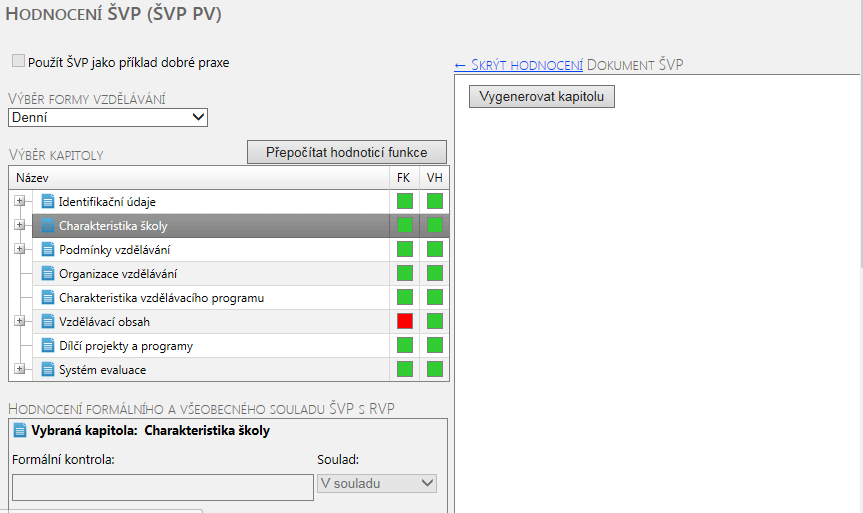 HODNOCENÍ ŠVP (ŠVP PV)
Použít ŠVP jako příklad dobré praxe
← SKRÝT HODNOCENÍ DOKUMENT ŠVP
Vygenerovat kapitolu
VÝBĚR FORMY VZDĚLÁVÁNÍ
Denní
VÝBĚR KAPITOLY
Přepočítat hodnoticí funkce
Název FK VH
Identifikační údaje
Charakteristika školy
Podmínky vzdělávání
Organizace vzdělávání
Charakteristika vzdělávacího programu
Vzdělávací obsah
Dílčí projekty a programy
Systém evaluace
HODNOCENÍ FORMÁLNÍHO A VŠEOBECNÉHO SOULADU ŠVP S RVP
Vybraná kapitola: Charakteristika školy
Formální kontrola: Soulad:
V souladu